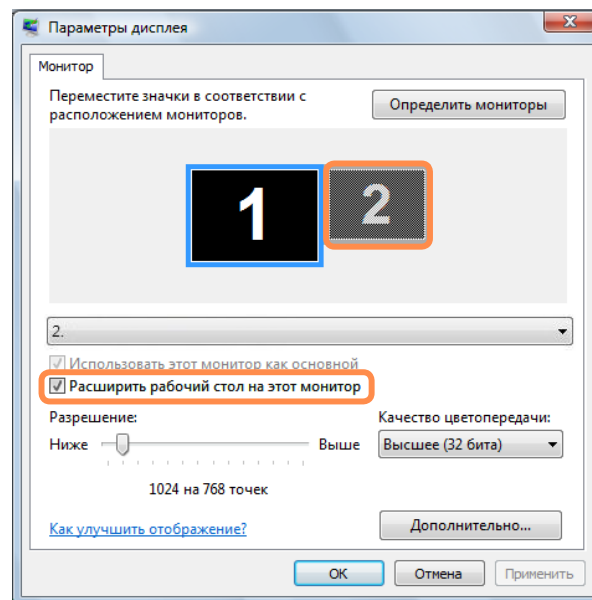 Параметры дисплея
Монитор
Переместите значки в соответствии с
расположением мониторов.
Определить мониторы
1
2
2.
Использовать этот монитор как основной
Расширить рабочий стол на этот монитор
Разрешение:
Ниже
Выше
1024 на 768 точек
Качество цветопередачи:
Высшее (32 бита)
Как улучшить отображение?
Дополнительно...
ОК
Отмена
Применить